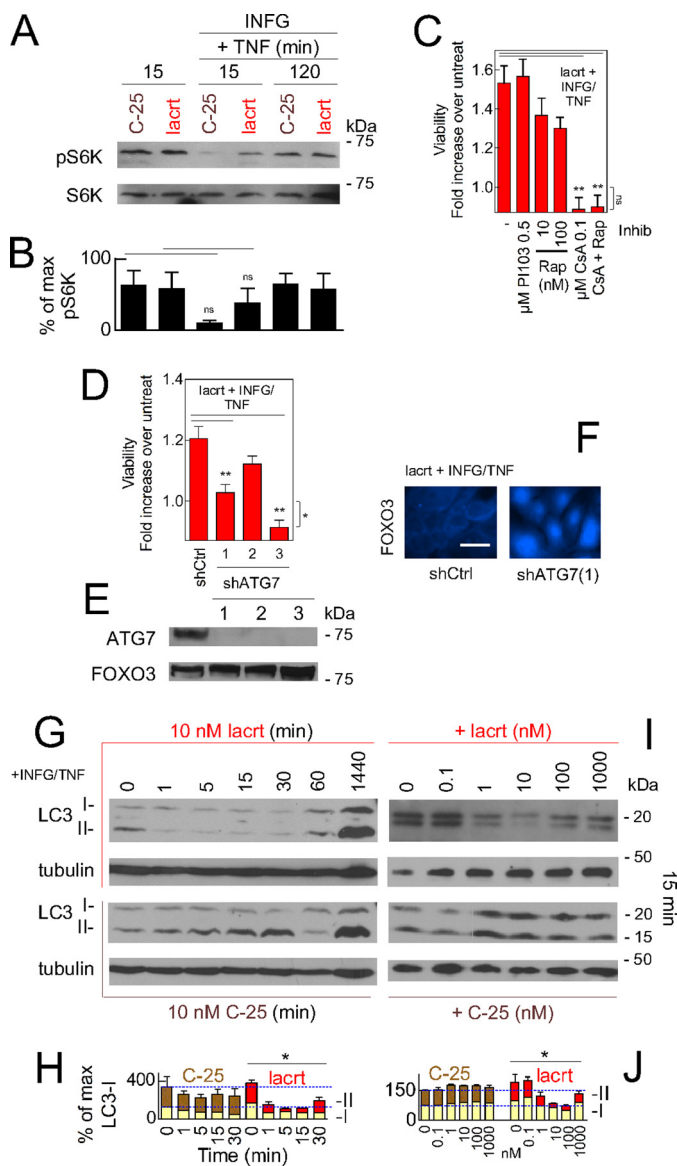 A
INFG
+ TNF (min)
15 15 120
C-25 lacrt C-25 lacrt C-25 lacrt
kDa
pS6K - 75
S6K - 75
B
% of max
pS6K
100
0
ns ns
C
Viability
Fold increase over untreat
1.6
1.4
1.2
1.0
lacrt +
INFG/
TNF
** **
ns
- µM PI103 0.5 10 100 µM CsA 0.1 CsA + Rap
Inhib
Rap
(nM)
D
Viability
Fold increase over untreat
1.4
1.2
1.0
lacrt + INFG/
TNF
** ** *
shCtrl 1 2 3
shATG7
E
1 2 3 kDa
ATG7 - 75
FOXO3 - 75
F
lacrt + INFG/TNF
FOXO3
shCtrl shATG7(1)
G
10 nM lacrt (min)
+INFG/TNF
0 1 5 15 30 60 1440
LC3 I-
II-
tubulin
LC3 I-
II-
tubulin
10 nM C-25 (min)
I
+ lacrt (nM)
0 0.1 1 10 100 1000
kDa
- 20
- 50
- 20
- 15
- 50
15 min
+ C-25 (nM)
H
% of max
LC3-I
400
0
C-25 lacrt
*
-II
-I
0 1 5 15 30 0 1 5 15 30
Time (min)
J
150
0
C-25 lacrt
*
-II
-I
0 0.1 1 10 100 1000 0 0.1 1 10 100 1000
nM